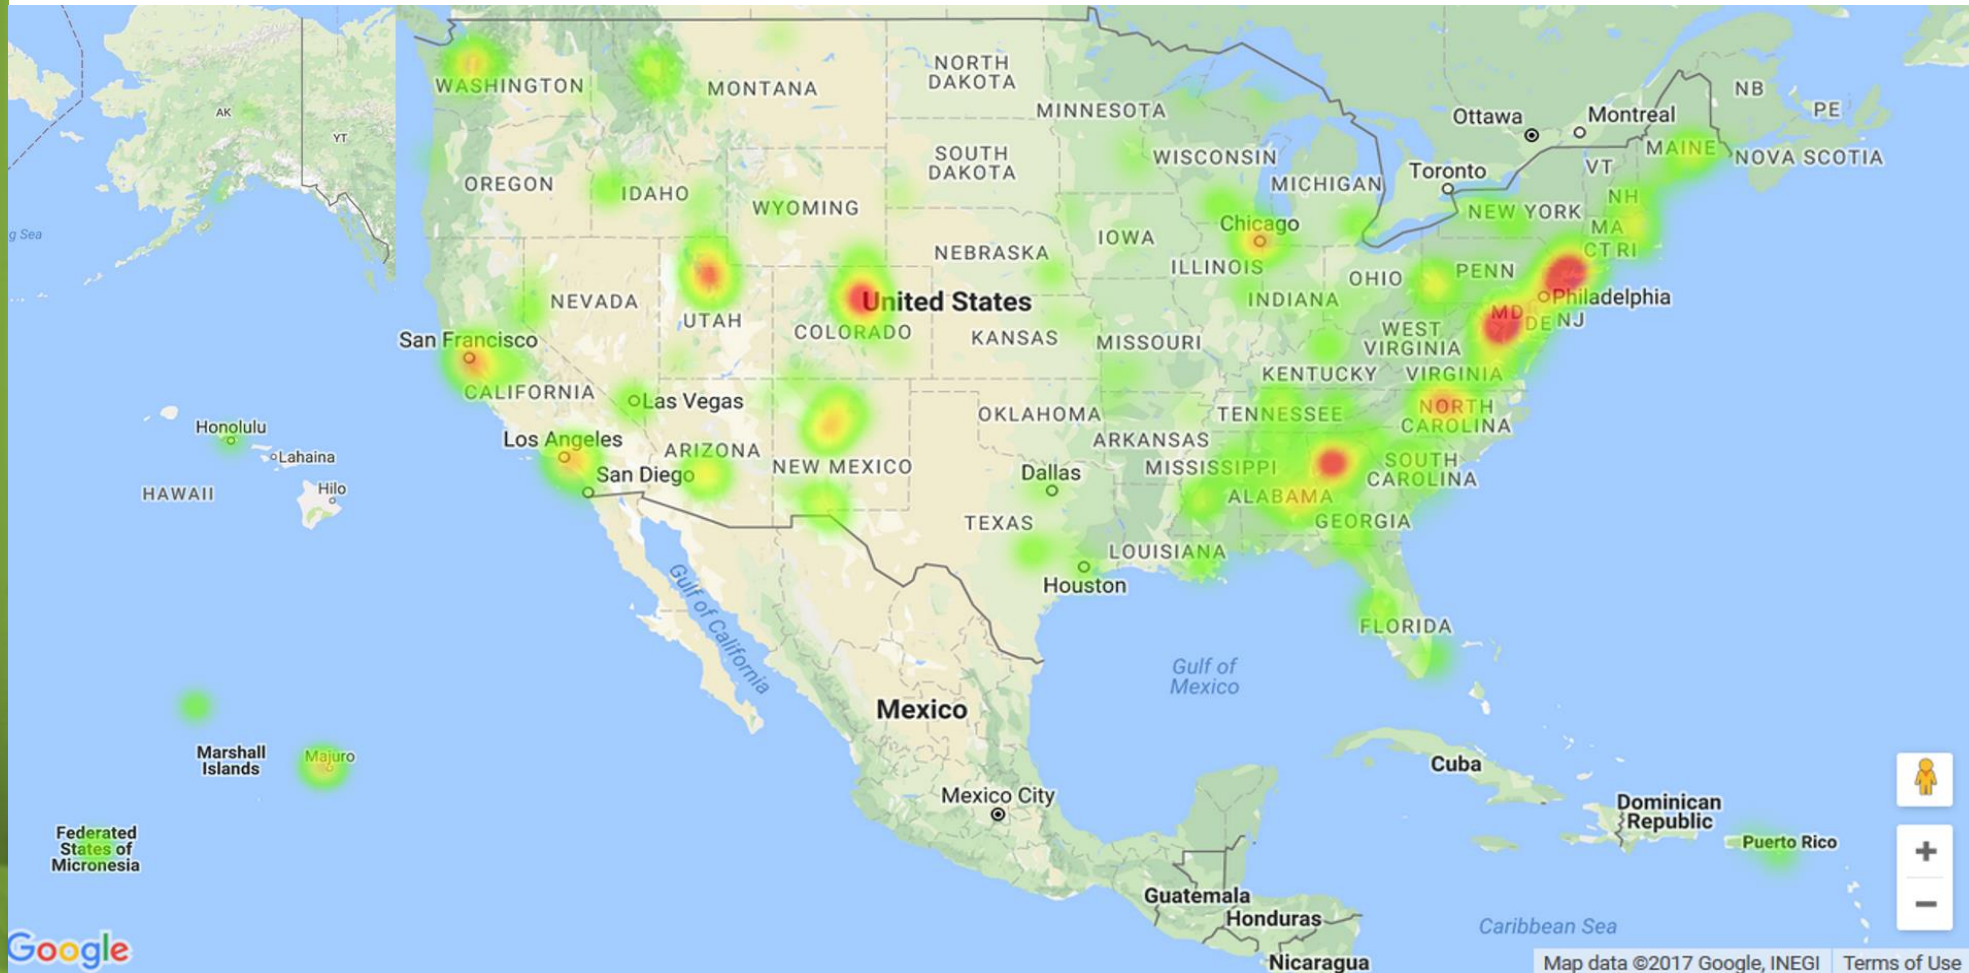 AK
YT
g Sea
WASHINGTON
MONTANA
NORTH
DAKOTA
MINNESOTA
Ottawa
Montreal
NB
PE
OREGON
IDAHO
WYOMING
SOUTH
DAKOTA
WISCONSIN
MICHIGAN
Toronto
VT
MAINE
NOVA SCOTIA
NH
NEW YORK
MA
CT RI
NEBRASKA
IOWA
Chicago
ILLINOIS
INDIANA
OHIO
PENN
Philadelphia
MD
DE
NJ
NEVADA
UTAH
COLORADO
United States
KANSAS
MISSOURI
WEST
VIRGINIA
KENTUCKY
VIRGINIA
San Francisco
CALIFORNIA
Las Vegas
Los Angeles
San Diego
ARIZONA
NEW MEXICO
OKLAHOMA
ARKANSAS
TENNESSEE
NORTH
CAROLINA
MISSISSIPPI
ALABAMA
SOUTH
CAROLINA
GEORGIA
Dallas
TEXAS
LOUISIANA
Houston
FLORIDA
Honolulu
Lahaina
HAWAII
Hilo
Gulf of California
Gulf of
Mexico
Mexico
Mexico City
Cuba
Marshall
Islands
Majuro
Federated
States of
Micronesia
Dominican
Republic
Puerto Rico
Guatemala
Honduras
Nicaragua
Caribbean Sea
+
−
Google
Map data ©2017 Google, INEGI
Terms of Use